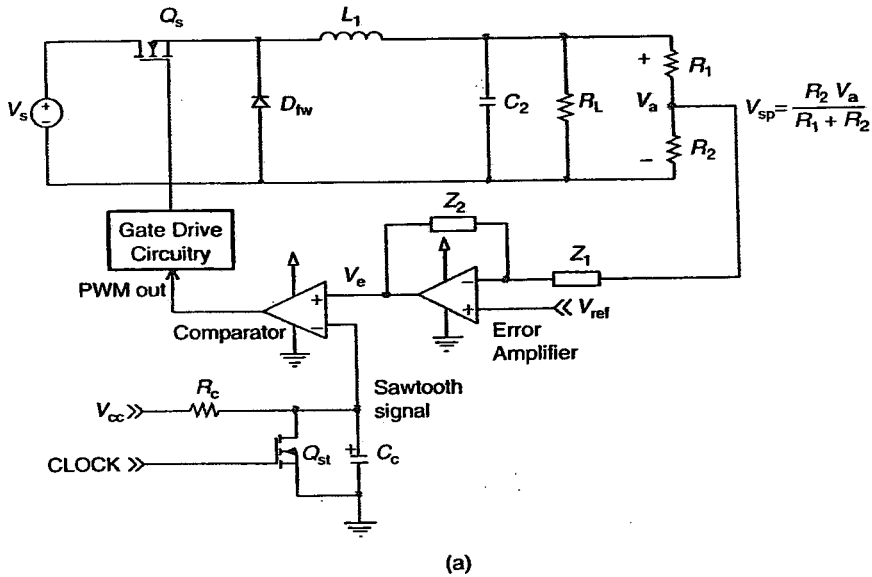 Qs
L1
Vs
+
−
Dfw
C2
RL
+
Va
−
R1
R2
Vsp= R2 Va / R1 + R2
Gate Drive
Circuitry
PWM out
Z2
Z1
Ve
+
−
Comparator
−
+
Vref
Error
Amplifier
Sawtooth
signal
Vcc
Rc
CLOCK
Qst
+
Cc
(a)